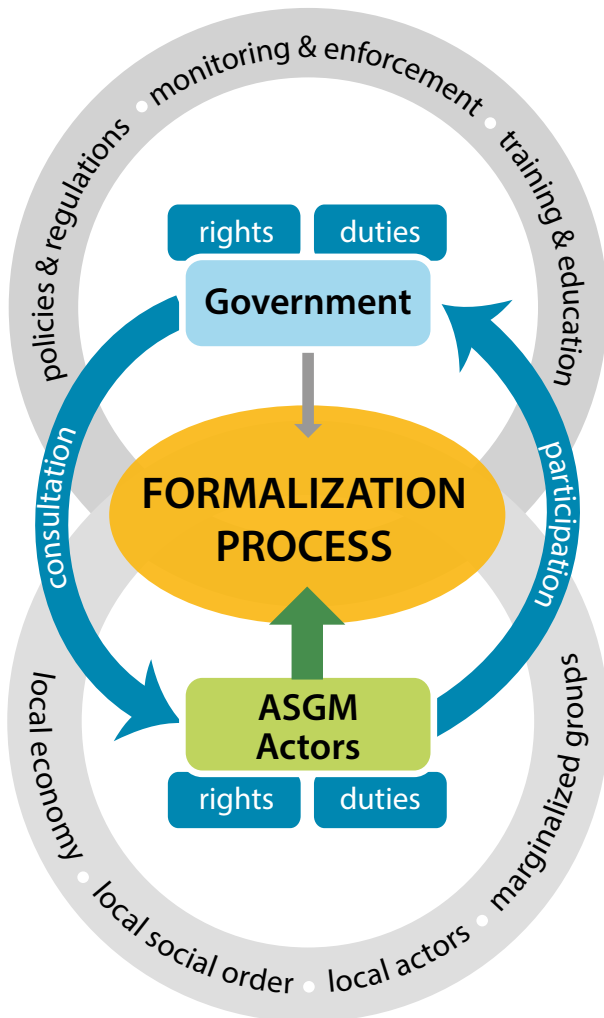 policies & regulations • monitoring & enforcement • training & education
rights
duties
Government
consultation
participation
FORMALIZATION
PROCESS
ASGM
Actors
rights
duties
local economy • local social order • local actors • marginalized groups